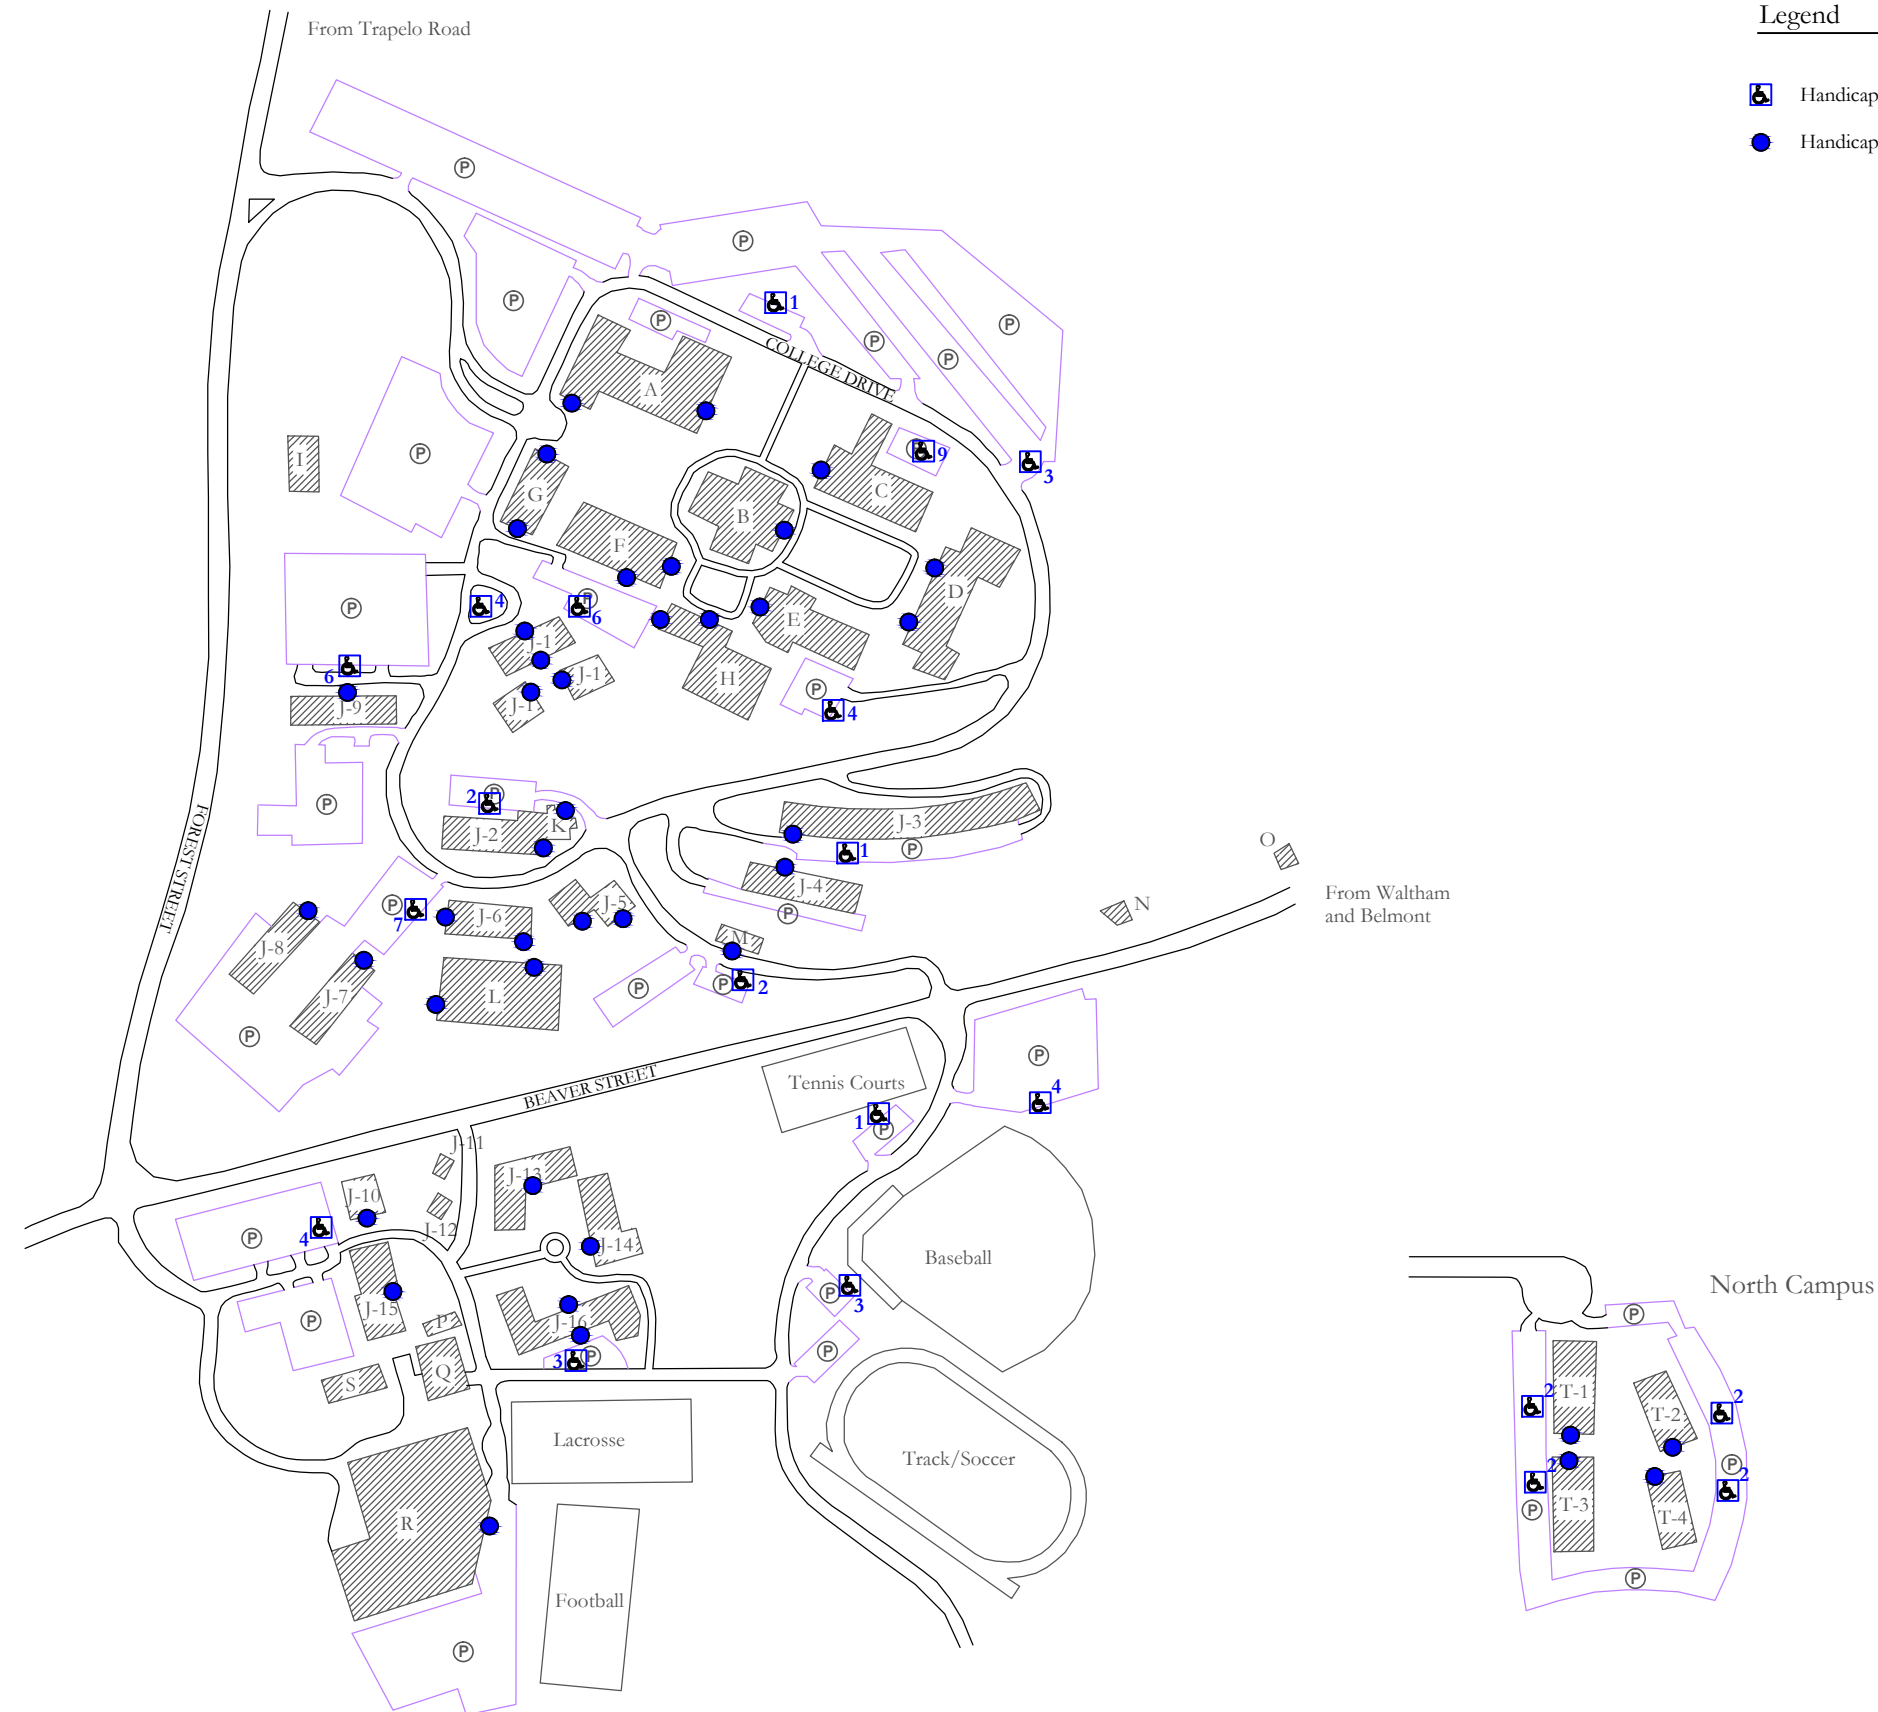 Legend
From Trapelo Road
Handicap
Handicap
P
P
P
1
P
P
P
P
P
COLLEGE DRIVE
A
P
9
3
P
I
G
C
B
F
D
P
4
P
6
E
J-1
6
J-1
H
J-1
P
4
J-9
2
P
P
J-2
K
J-3
O
1
P
FOREST STREET
J-4
From Waltham
and Belmont
P
7
J-6
J-5
P
N
J-8
M
J-7
L
P
P
2
P
P
BEAVER STREET
Tennis Courts
4
1
P
J-11
J-13
J-10
J-12
P
4
J-14
Baseball
North Campus
P
3
J-15
P
P
J-16
P
3
P
P
S
Q
2
T-1
2
T-2
Lacrosse
Track/Soccer
2
P
2
P
T-3
T-4
R
P
Football
P